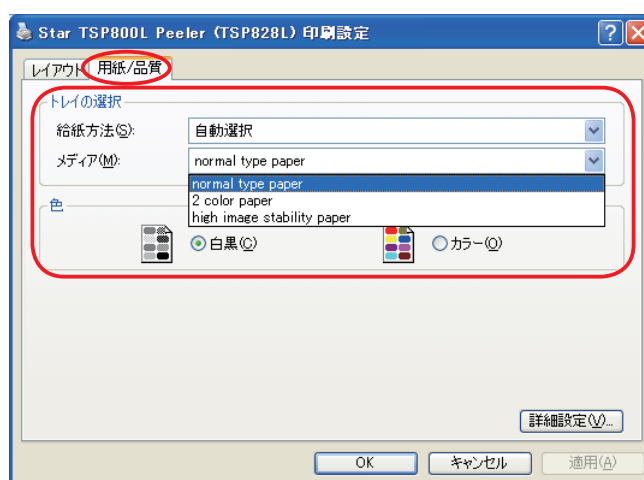 Star TSP800L Peeler (TSP828L) 印刷設定
レイアウト 用紙/品質
トレイの選択
給紙方法(S): 自動選択
メディア(M): normal type paper
normal type paper
2 color paper
high image stability paper
色
白黒(C) カラー(O)
詳細設定(V)...
OK キャンセル 適用(A)